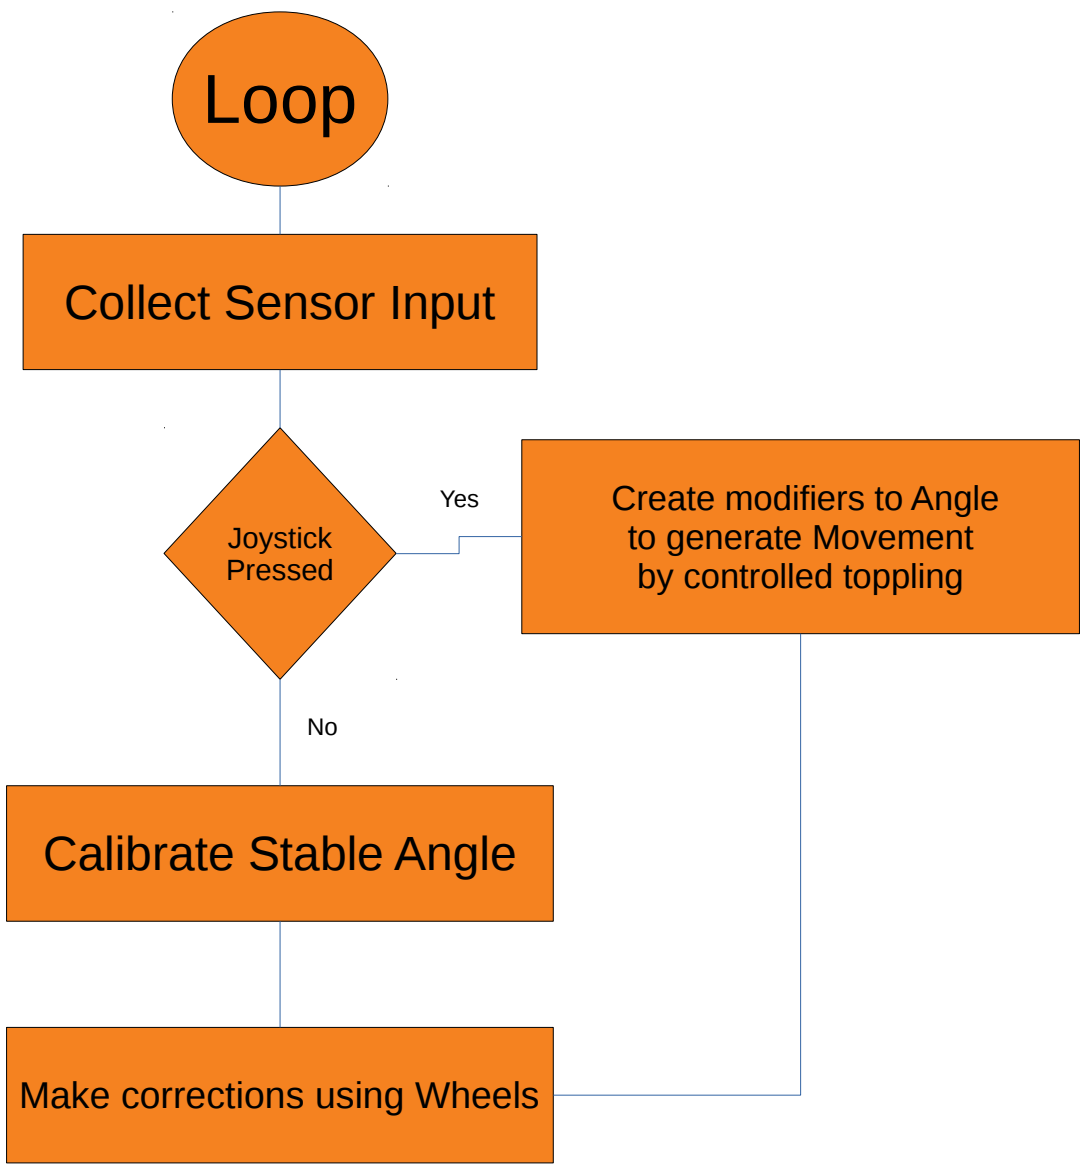 Loop
Collect Sensor Input
Joystick
Pressed
Yes
Create modifiers to Angle
to generate Movement
by controlled toppling
No
Calibrate Stable Angle
Make corrections using Wheels